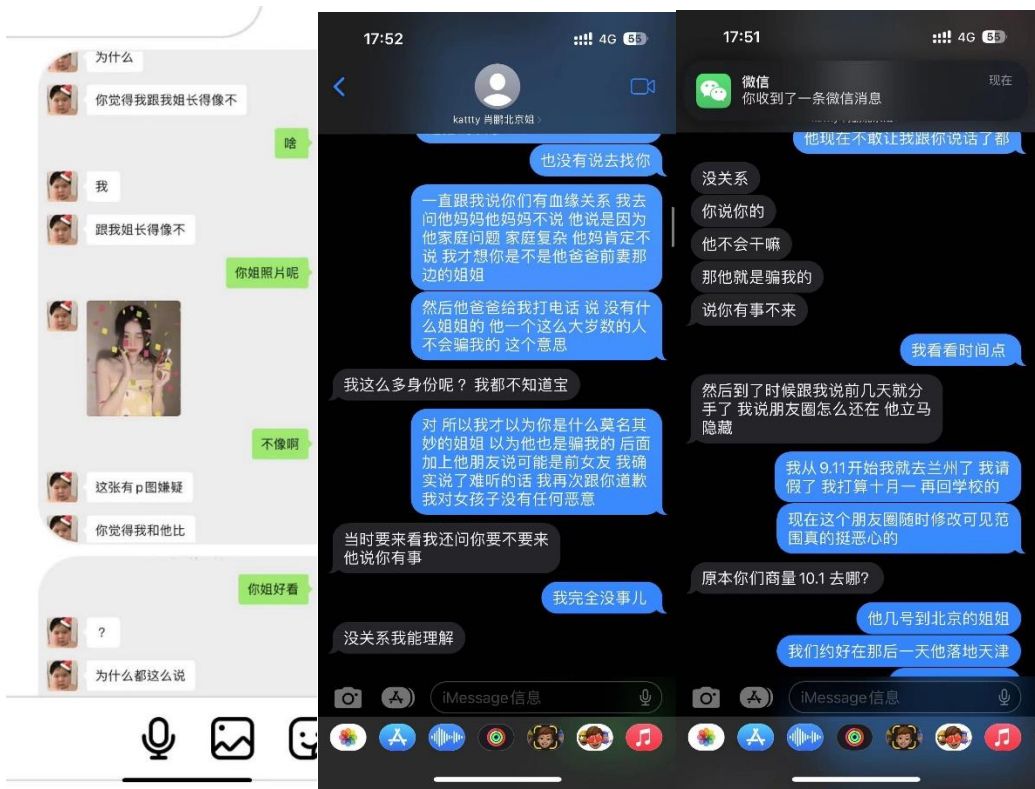 为什么
你觉得我跟我姐长得像不
啥
我
跟我姐长得像不
你姐照片呢
不像啊
这张有p图嫌疑
你觉得我和他比
你姐好看
?
为什么都这么说
17:52
4G 55
kattty 肖鹏北京姐
也没有说去找你
一直跟我说你们有血缘关系 我去
问他妈妈他妈妈不说 他说是因为
他家庭问题 家庭复杂 他妈肯定不
说 我才想你是不是他爸爸前妻那
边的姐姐
然后他爸爸给我打电话 说 没有什
么姐姐的 他一个这么大岁数的人
不会骗我的 这个意思
我这么多身份呢？我都不知道宝
对 所以我才以为你是什么莫名其
妙的姐姐 以为他也是骗我的 后面
加上他朋友说可能是前女友 我确
实说了难听的话 我再次跟你道歉
我对女孩子没有任何恶意
当时要来看我还问你要不要来
他说你有事
我完全没事儿
没关系我能理解
iMessage信息
17:51
4G 55
微信
现在
你收到了一条微信消息
他现在不敢让我跟你说话了都
没关系
你说你的
他不会干嘛
那他就是骗我的
说你有事不来
我看看时间点
然后到了时候跟我说前几天就分
手了 我说朋友圈怎么还在 他立马
隐藏
我从9.11开始我就去兰州了 我请
假了 我打算十月一 再回学校的
现在这个朋友圈随时修改可见范
围真的挺恶心的
原本你们商量10.1去哪?
他几号到北京的姐姐
我们约好在那后一天他落地天津
iMessage信息